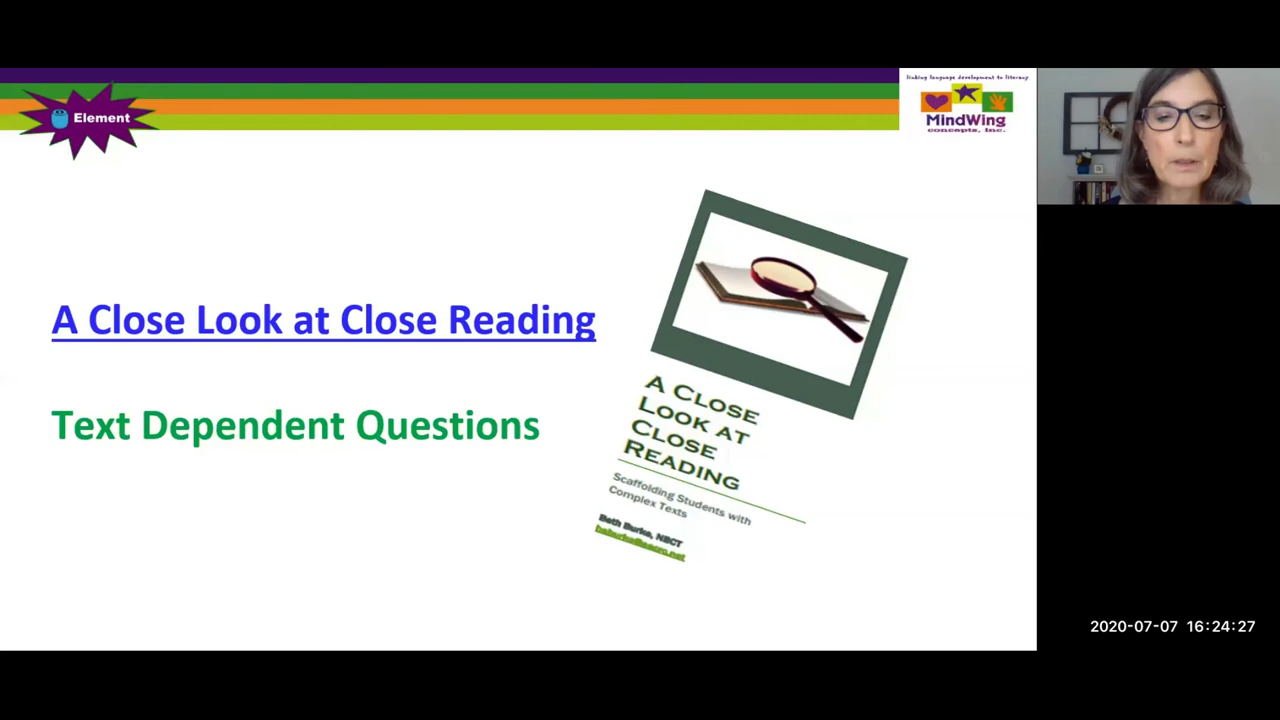 Element
linking language development to literacy
MindWing
concepts, inc.
A Close Look at Close Reading
Text Dependent Questions
A CLOSE
LOOK AT
CLOSE
READING
Scaffolding Students with
Complex Texts
Beth Burke, NBCT
2020-07-07 16:24:27